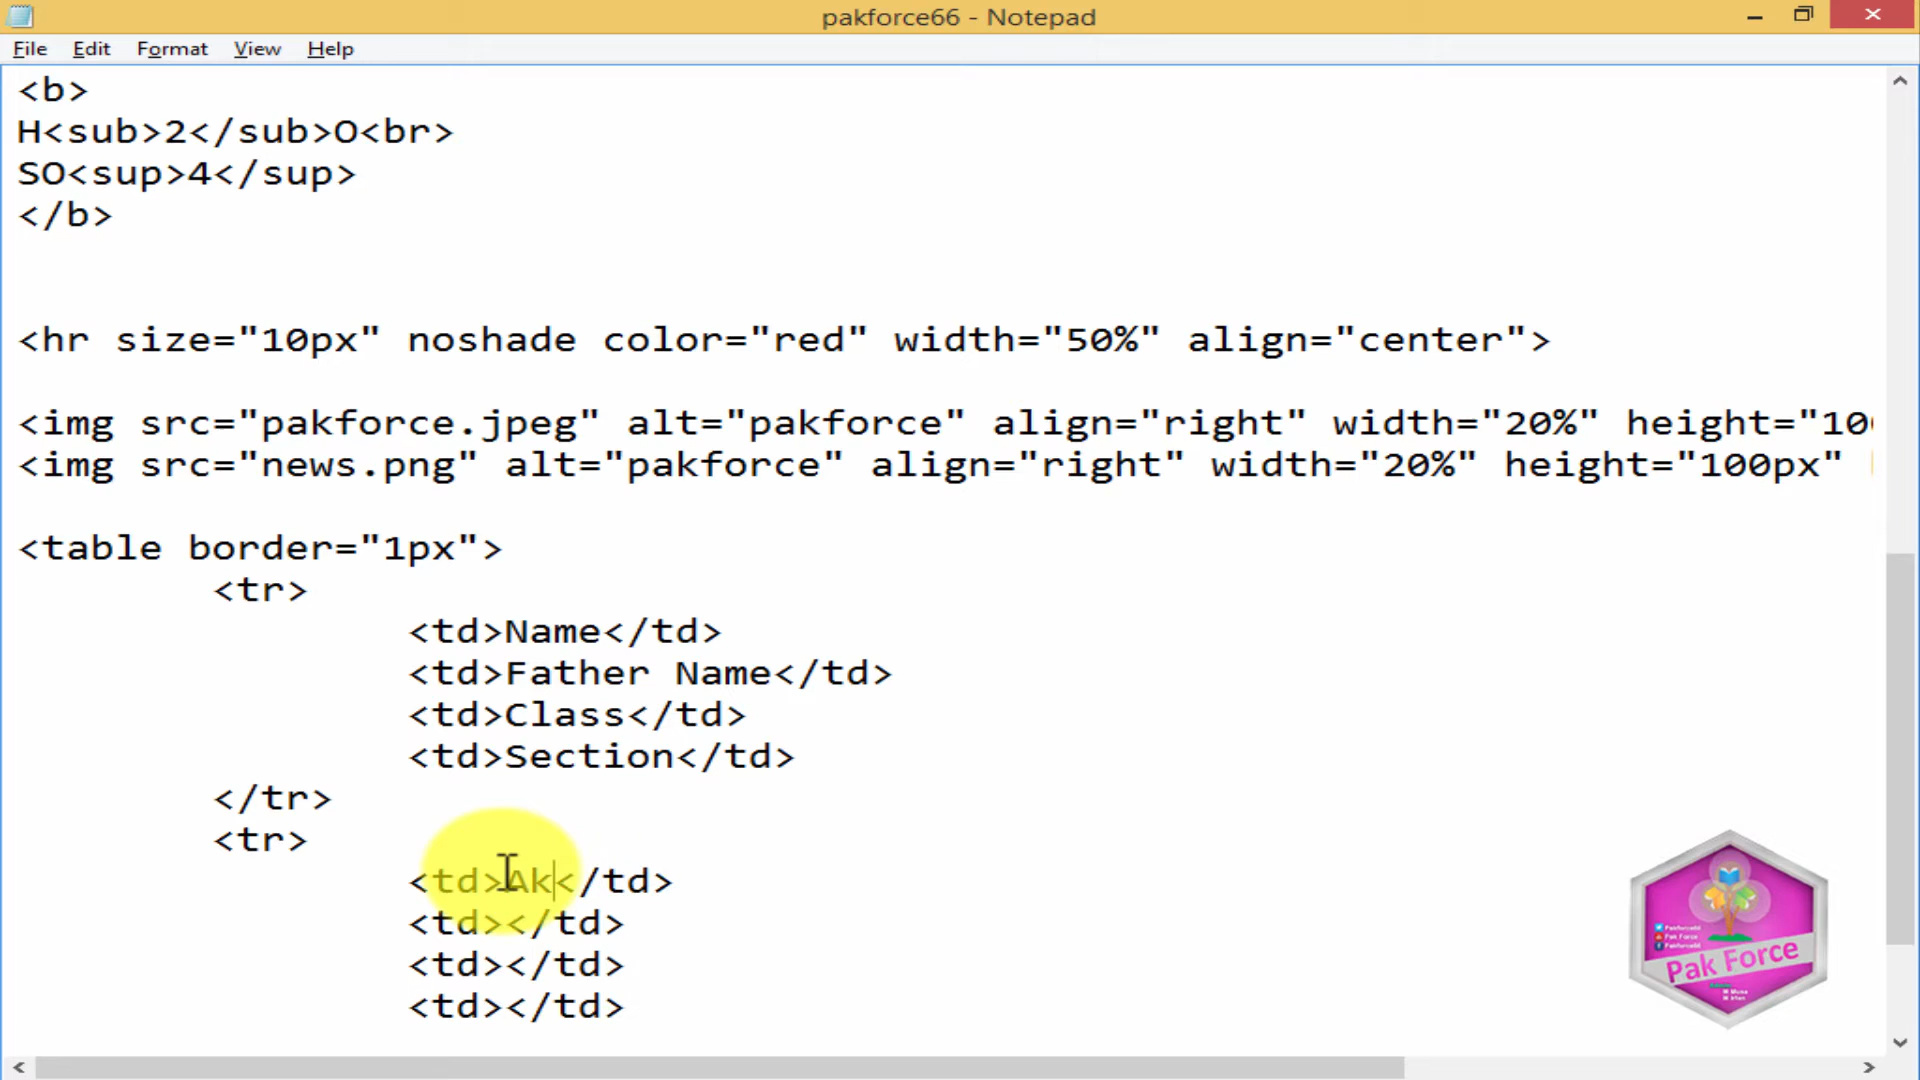 pakforce66 - Notepad
File Edit Format View Help
<b>
H<sub>2</sub>O<br>
SO<sup>4</sup>
</b>
<hr size="10px" noshade color="red" width="50%" align="center">
<img src="pakforce.jpeg" alt="pakforce" align="right" width="20%" height="10
<img src="news.png" alt="pakforce" align="right" width="20%" height="100px"
<table border="1px">
<tr>
<td>Name</td>
<td>Father Name</td>
<td>Class</td>
<td>Section</td>
</tr>
<tr>
<td>Ak</td>
<td></td>
<td></td>
<td></td>
Pakforce66
Pak Force
Pakforce66
Pak Force